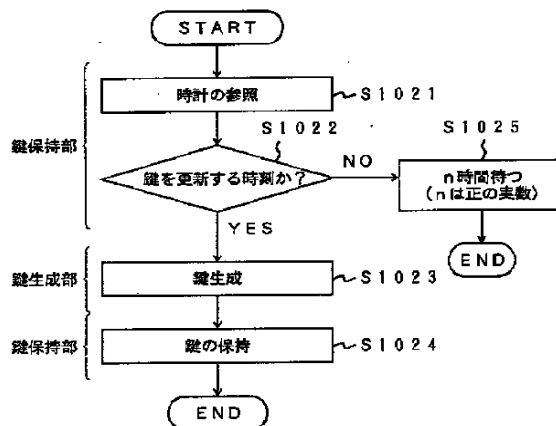 START
時計の参照
S1021
鍵保持部
S1022
鍵を更新する時刻か?
NO
S1025
n時間待つ
(nは正の実数)
END
YES
鍵生成部
鍵生成
S1023
鍵保持部
鍵の保持
S1024
END